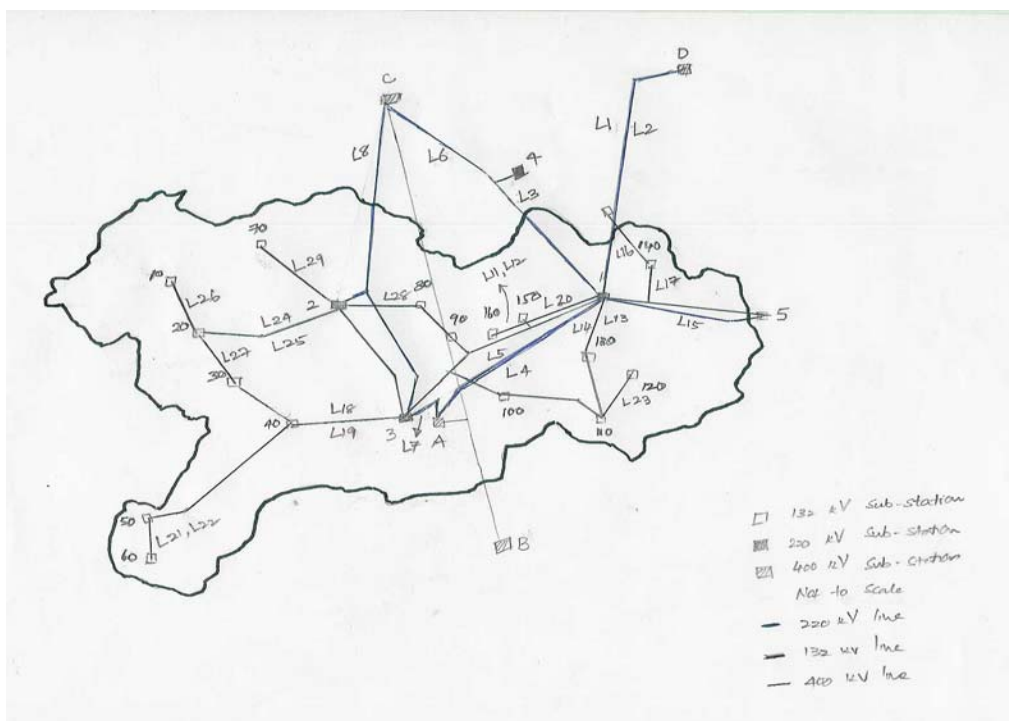 D
C
L1
L2
L8
L6
4
L3
70
L16
140
L29
10
L11, L12
L17
L26
2
L28
80
150
L20
1
5
20
L24
160
L14
L13
L15
L27
L25
90
L5
130
30
L4
120
L18
100
L23
40
L19
3
A
110
L7
50
L21, L22
B
60
132 kV Sub-station
220 kV Sub-station
400 kV Sub-station
Not to scale
220 kV line
132 kV line
400 kV line